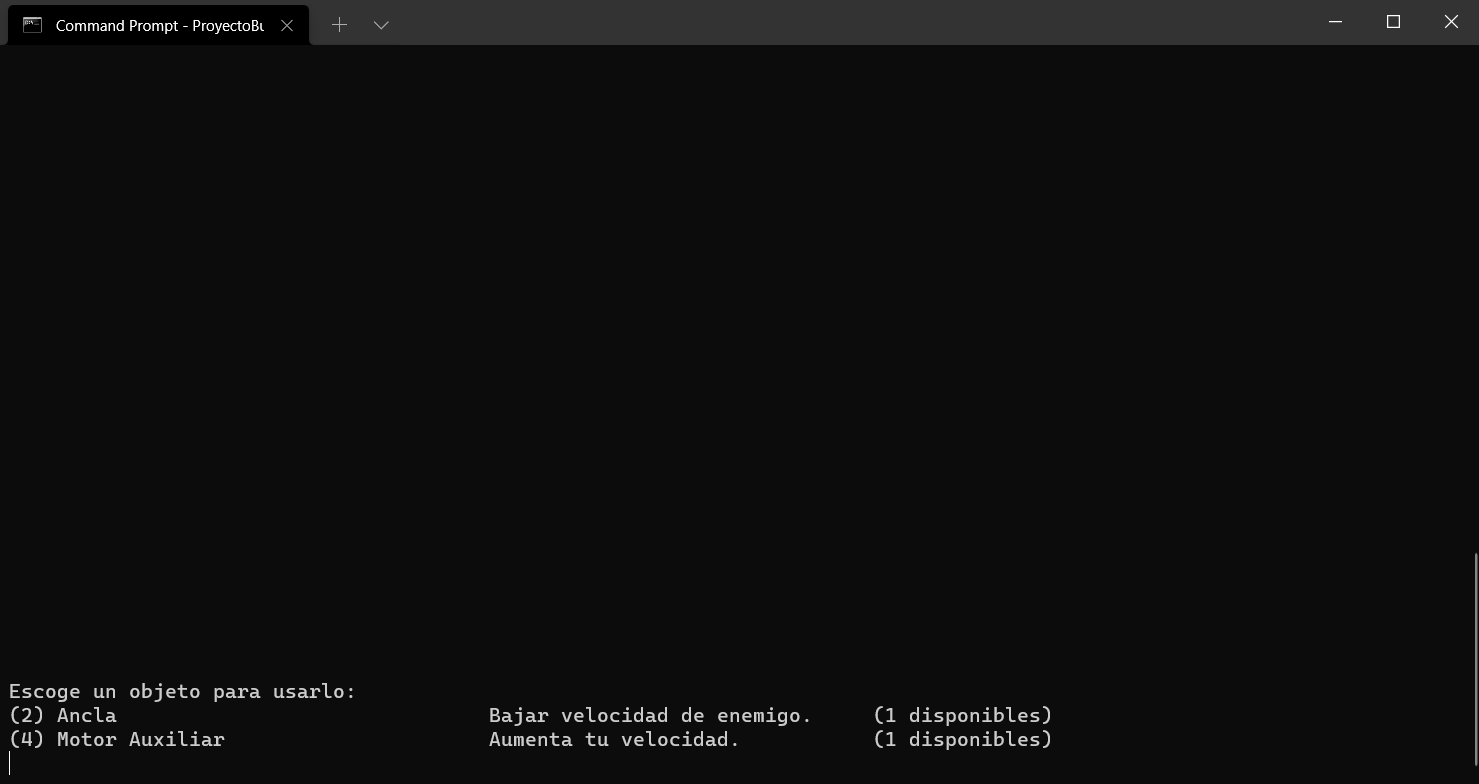 Command Prompt - ProyectoBu
Escoge un objeto para usarlo:
(2) Ancla Bajar velocidad de enemigo. (1 disponibles)
(4) Motor Auxiliar Aumenta tu velocidad. (1 disponibles)